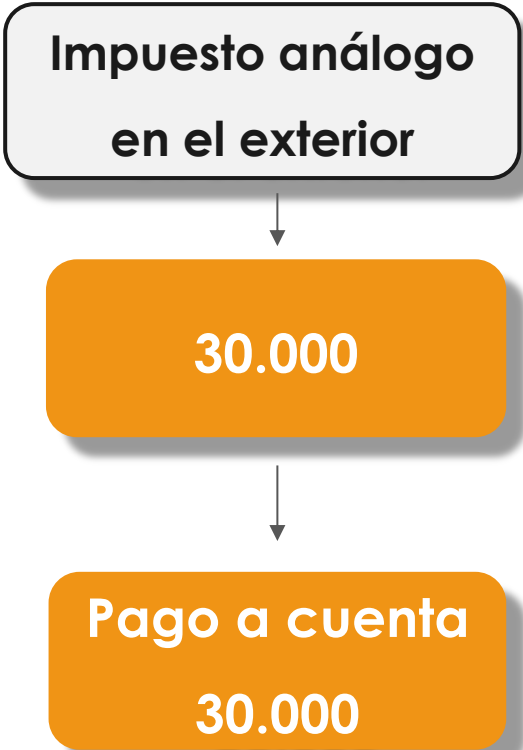 Impuesto análogo
en el exterior
30.000
Pago a cuenta
30.000